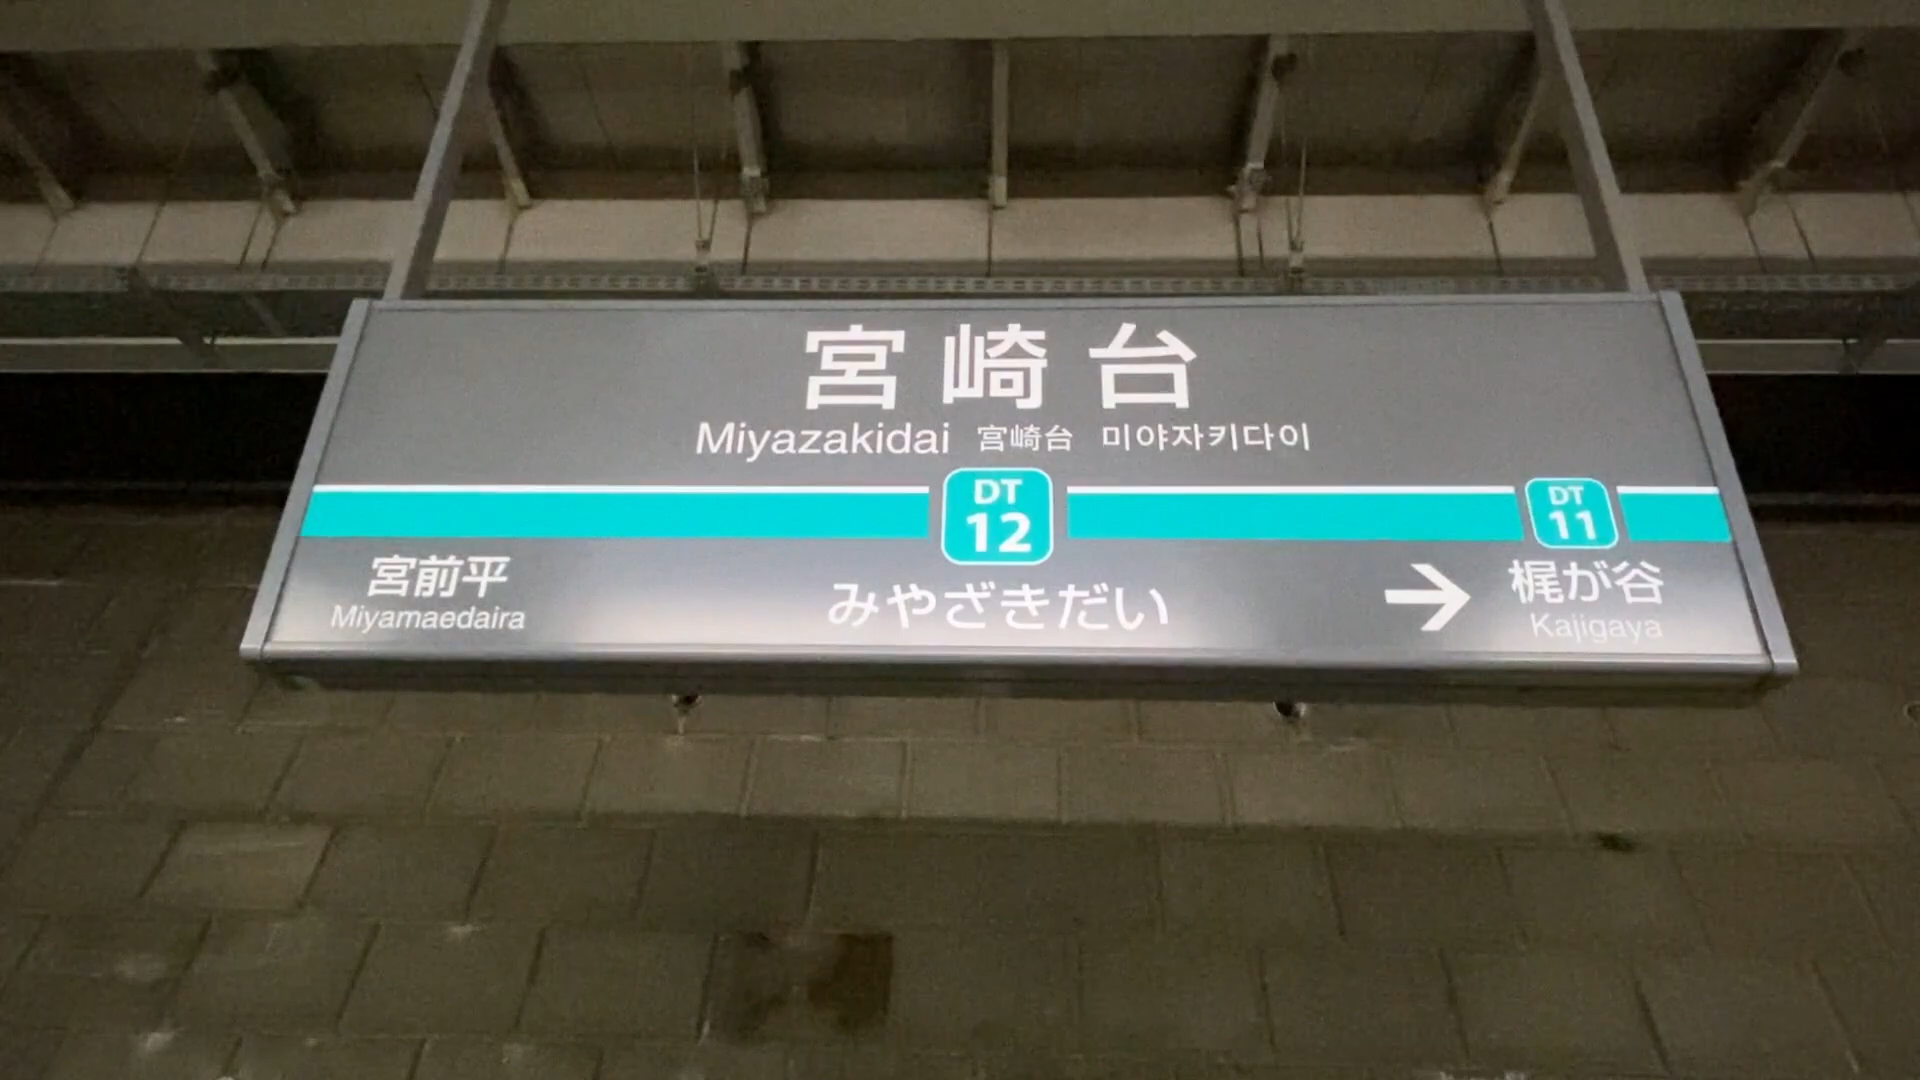 宮崎台
Miyazakidai 宮崎台 미야자키다이
DT
12
DT
11
宮前平
Miyamaedaira
みやざきだい
→ 梶が谷
Kajigaya